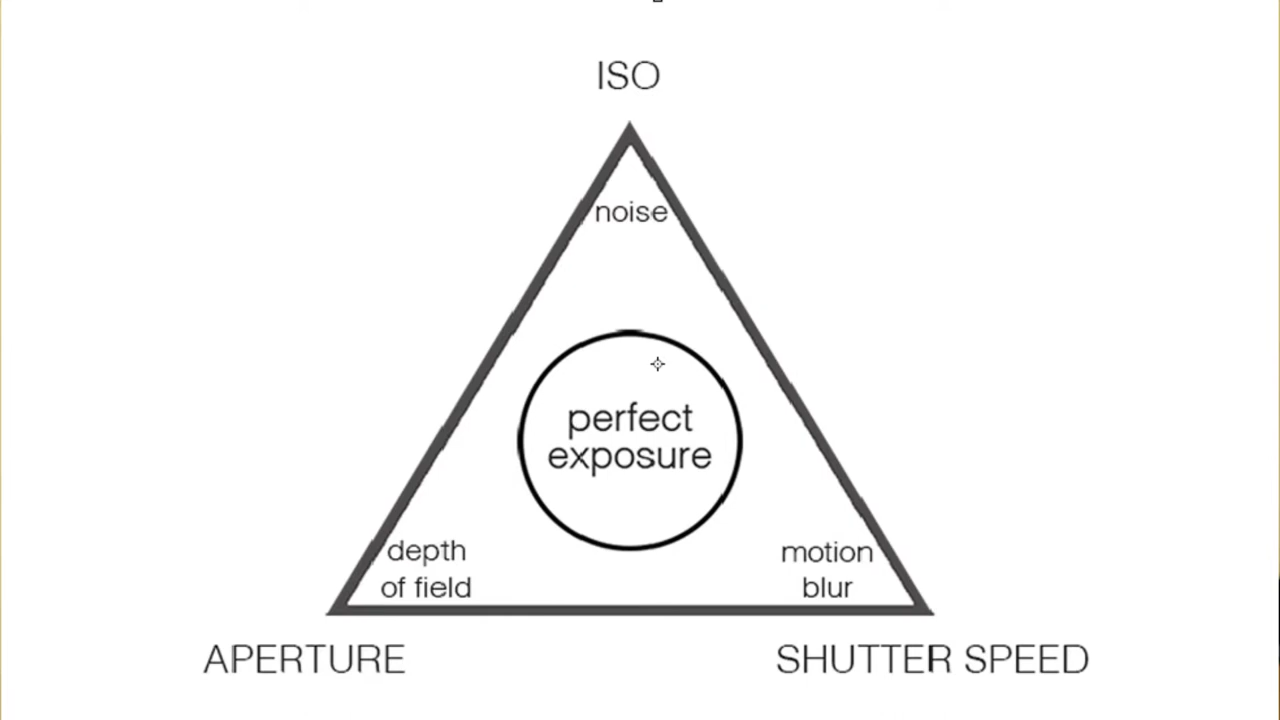 ISO
noise
perfect
exposure
depth
of field
motion
blur
APERTURE
SHUTTER SPEED